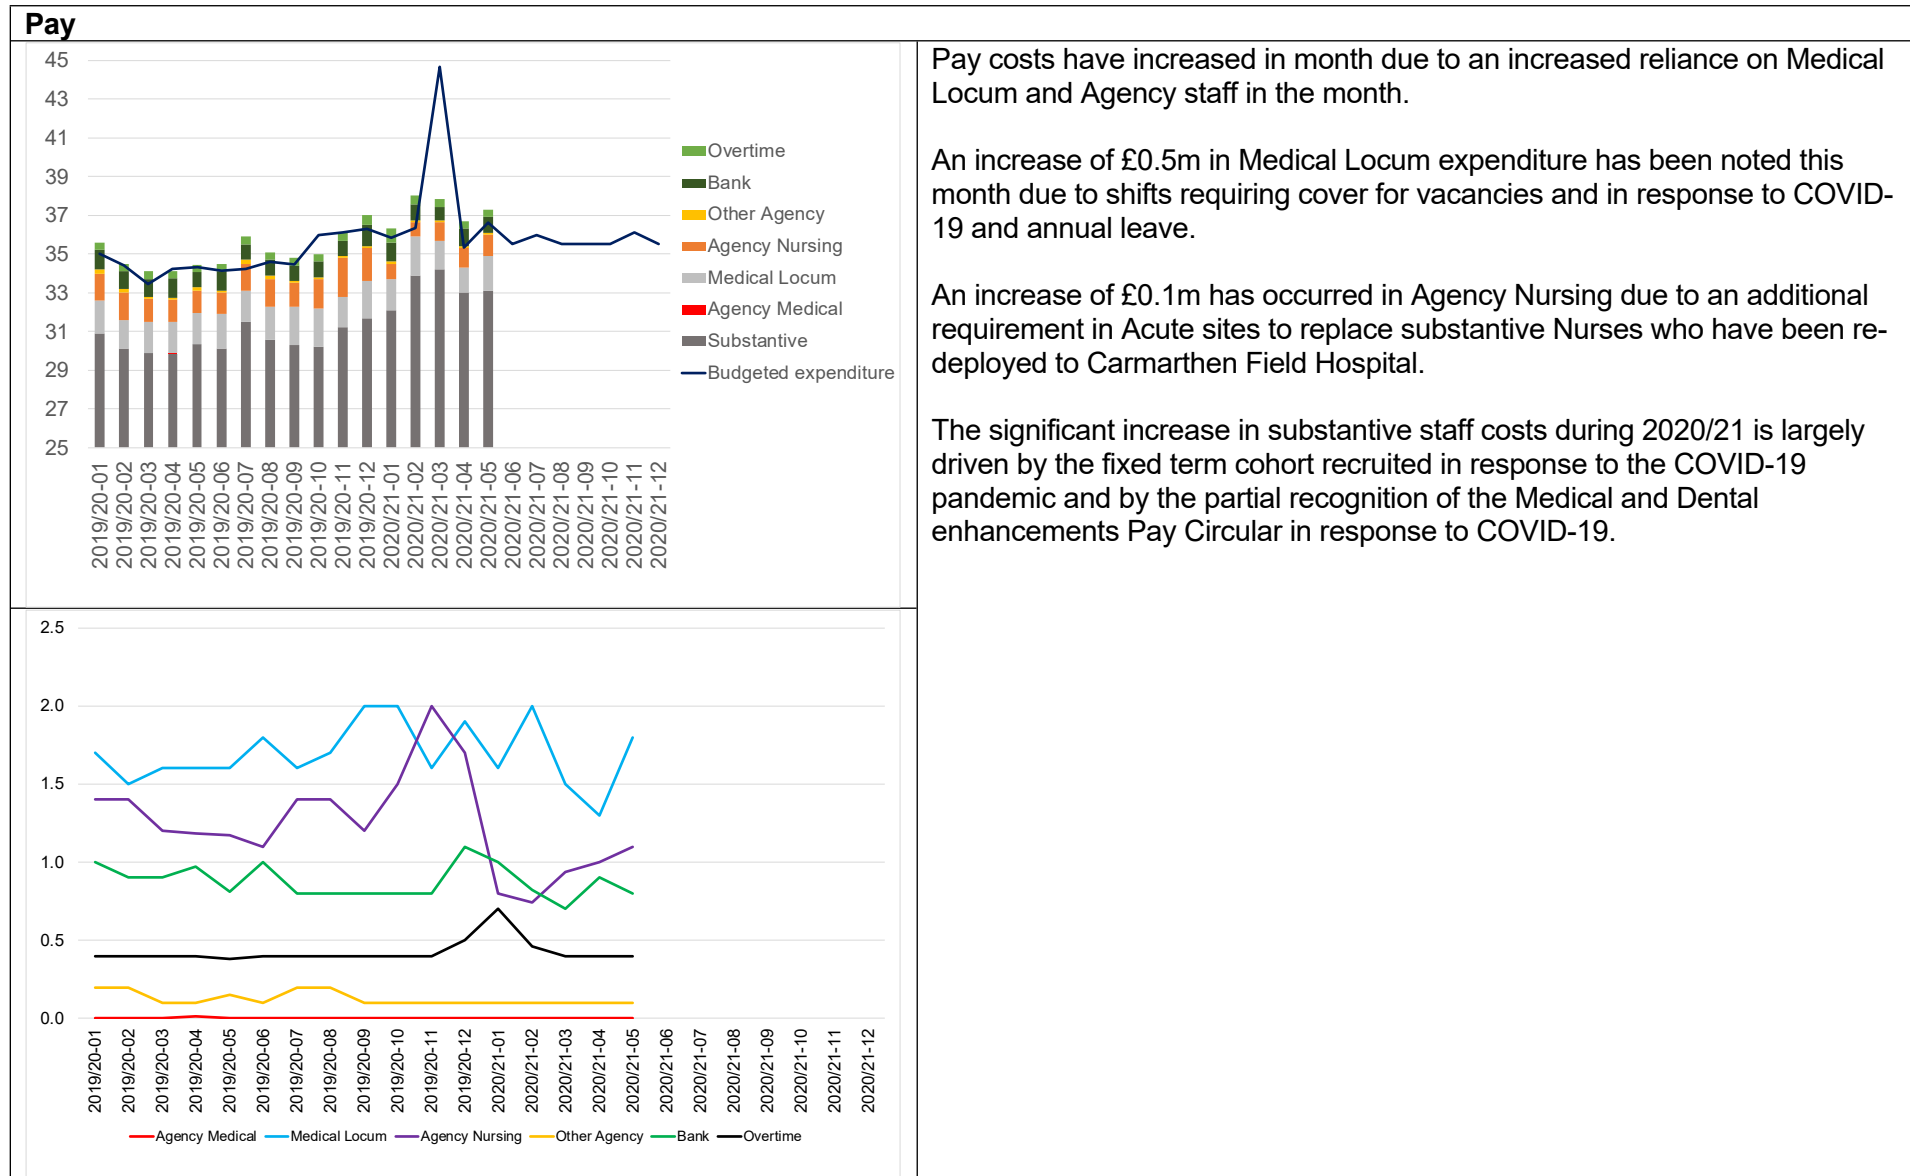 Pay
45
43
41
39
37
35
33
31
29
27
25
Overtime
Bank
Other Agency
Agency Nursing
Medical Locum
Agency Medical
Substantive
Budgeted expenditure
2019/20-01
2019/20-02
2019/20-03
2019/20-04
2019/20-05
2019/20-06
2019/20-07
2019/20-08
2019/20-09
2019/20-10
2019/20-11
2019/20-12
2020/21-01
2020/21-02
2020/21-03
2020/21-04
2020/21-05
2020/21-06
2020/21-07
2020/21-08
2020/21-09
2020/21-10
2020/21-11
2020/21-12
Pay costs have increased in month due to an increased reliance on Medical
Locum and Agency staff in the month.
An increase of £0.5m in Medical Locum expenditure has been noted this
month due to shifts requiring cover for vacancies and in response to COVID-
19 and annual leave.
An increase of £0.1m has occurred in Agency Nursing due to an additional
requirement in Acute sites to replace substantive Nurses who have been re-
deployed to Carmarthen Field Hospital.
The significant increase in substantive staff costs during 2020/21 is largely
driven by the fixed term cohort recruited in response to the COVID-19
pandemic and by the partial recognition of the Medical and Dental
enhancements Pay Circular in response to COVID-19.
2.5
2.0
1.5
1.0
0.5
0.0
2019/20-01
2019/20-02
2019/20-03
2019/20-04
2019/20-05
2019/20-06
2019/20-07
2019/20-08
2019/20-09
2019/20-10
2019/20-11
2019/20-12
2020/21-01
2020/21-02
2020/21-03
2020/21-04
2020/21-05
2020/21-06
2020/21-07
2020/21-08
2020/21-09
2020/21-10
2020/21-11
2020/21-12
Agency Medical Medical Locum Agency Nursing Other Agency Bank Overtime